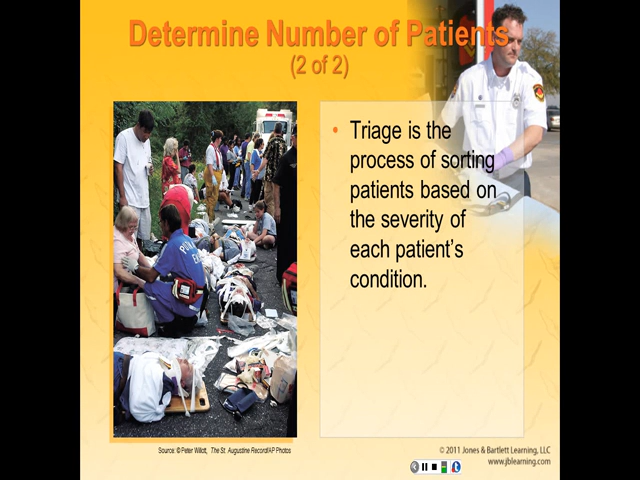 Determine Number of Patients
(2 of 2)
• Triage is the
process of sorting
patients based on
the severity of
each patient's
condition.
Source: © Peter Willott, The St. Augustine Record/AP Photos
© 2011 Jones & Bartlett Learning, LLC
www.jblearning.com